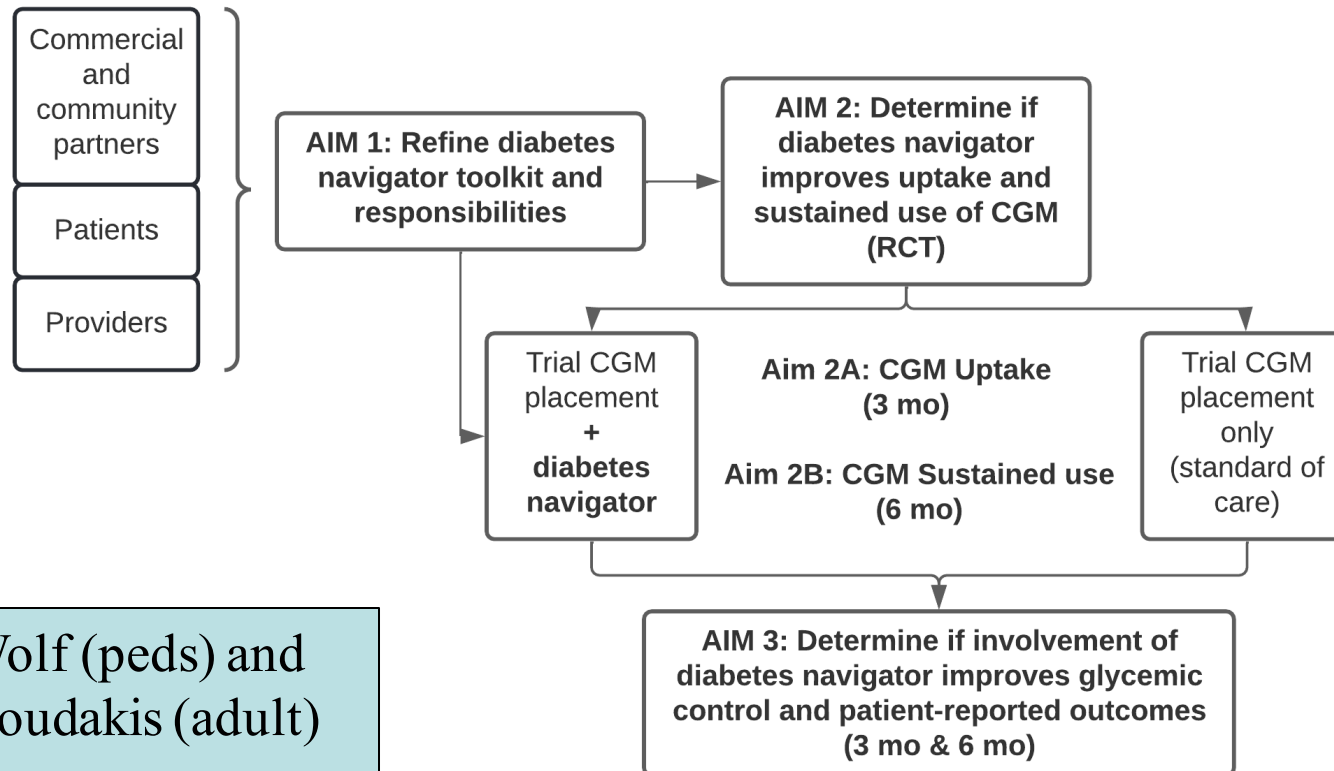 Commercial
and
community
partners
Patients
Providers
AIM 1: Refine diabetes
navigator toolkit and
responsibilities
AIM 2: Determine if
diabetes navigator
improves uptake and
sustained use of CGM
(RCT)
Trial CGM
placement
+
diabetes
navigator
Aim 2A: CGM Uptake
(3 mo)
Aim 2B: CGM Sustained use
(6 mo)
Trial CGM
placement
only
(standard of
care)
AIM 3: Determine if involvement of
diabetes navigator improves glycemic
control and patient-reported outcomes
(3 mo & 6 mo)
(peds) and
(adult)